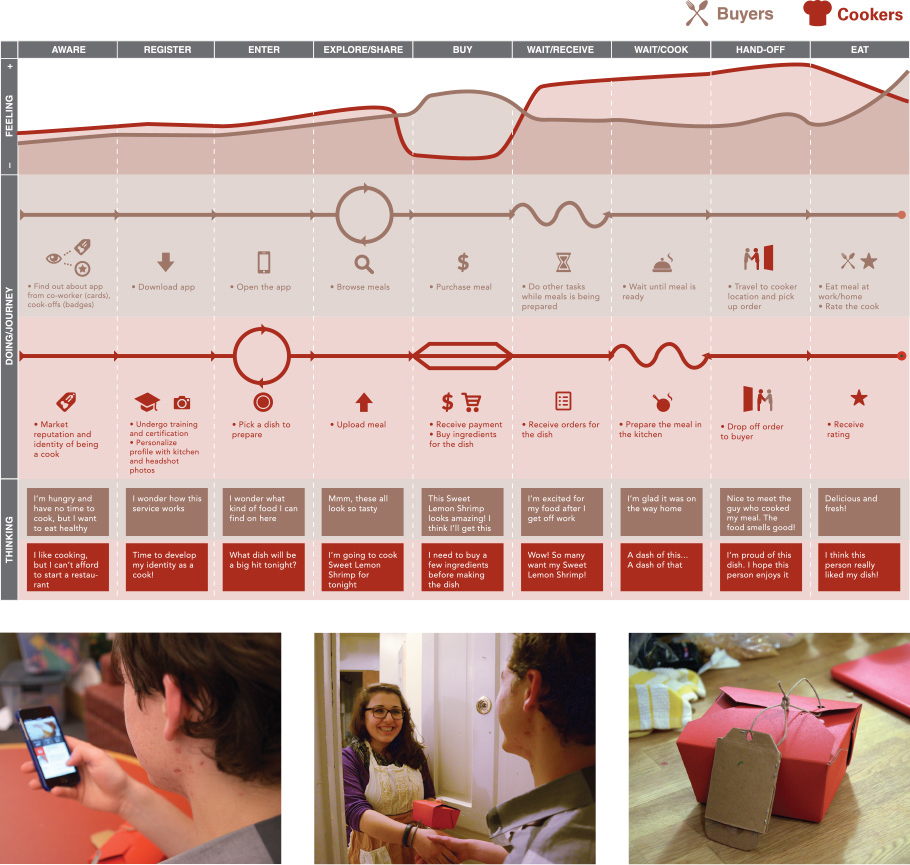 Buyers
Cookers
AWARE
REGISTER
ENTER
EXPLORE/SHARE
BUY
WAIT/RECEIVE
WAIT/COOK
HAND-OFF
EAT
FEELING
+
–
DOING/JOURNEY
• Find out about app
from co-worker (cards),
cook-offs (badges)
• Download app
• Open the app
• Browse meals
$
• Purchase meal
• Do other tasks
while meals is being
prepared
• Wait until meal is
ready
• Travel to cooker
location and pick
up order
• Eat meal at
work/home
• Rate the cook
• Market
reputation and
identity of being
a cook
• Undergo training
and certification
• Personalize
profile with kitchen
and headshot
photos
• Pick a dish to
prepare
• Upload meal
$
• Receive payment
• Buy ingredients
for the dish
• Receive orders for
the dish
• Prepare the meal in
the kitchen
• Drop off order
to buyer
• Receive
rating
THINKING
I'm hungry and
have no time to
cook, but I want
to eat healthy
I wonder how this
service works
I wonder what
kind of food I can
find on here
Mmm, these all
look so tasty
This Sweet
Lemon Shrimp
looks amazing! I
think I'll get this
I'm excited for
my food after I
get off work
I'm glad it was on
the way home
Nice to meet the
guy who cooked
my meal. The
food smells good!
Delicious and
fresh!
I like cooking,
but I can't afford
to start a restau-
rant
Time to develop
my identity as a
cook!
What dish will be
a big hit tonight?
I'm going to cook
Sweet Lemon
Shrimp for
tonight
I need to buy a
few ingredients
before making
the dish
Wow! So many
want my Sweet
Lemon Shrimp!
A dash of this...
A dash of that
I'm proud of this
dish. I hope this
person enjoys it
I think this
person really
liked my dish!